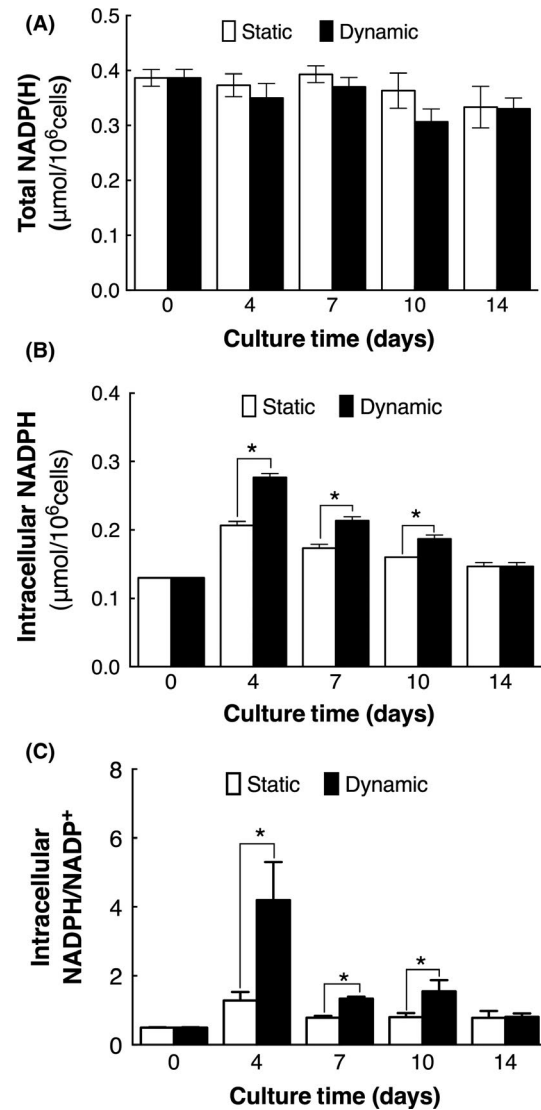 (A)
Total NADP(H)
(μmol/10⁶cells)
0.5
0.4
0.3
0.2
0.1
0.0
Static Dynamic
0 4 7 10 14
Culture time (days)
(B)
Intracellular NADPH
(μmol/10⁶cells)
0.4
0.3
0.2
0.1
0.0
Static Dynamic
* * *
0 4 7 10 14
Culture time (days)
(C)
Intracellular
NADPH/NADP⁺
8
6
4
2
0
Static Dynamic
* * *
0 4 7 10 14
Culture time (days)